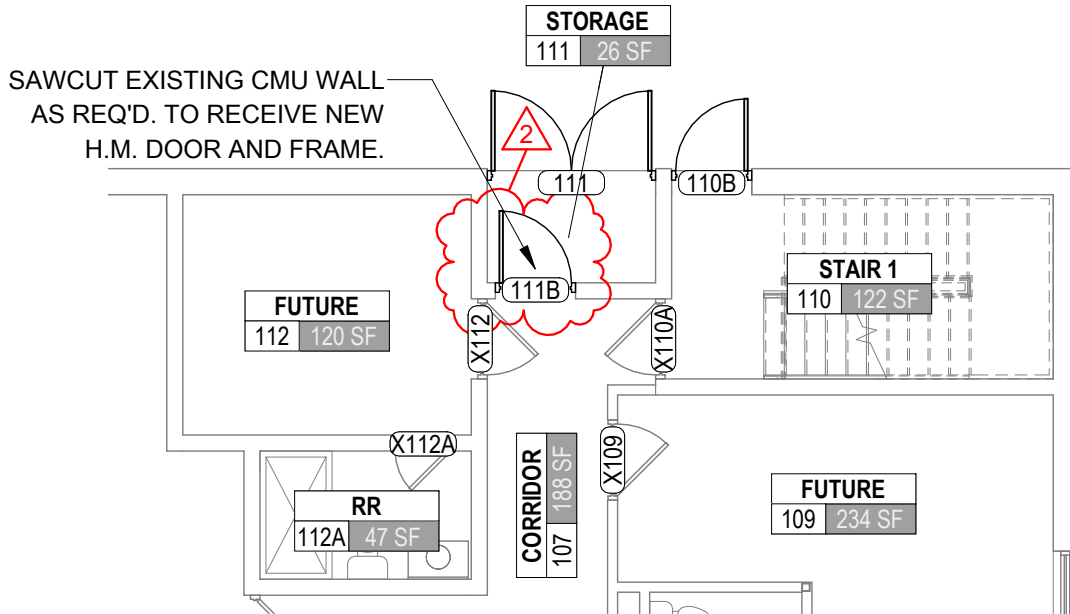 STORAGE
111 26 SF
SAWCUT EXISTING CMU WALL
AS REQ'D. TO RECEIVE NEW
H.M. DOOR AND FRAME.
2
111
110B
111B
STAIR 1
110 122 SF
FUTURE
112 120 SF
X112
X110A
X112A
X109
CORRIDOR
107 188 SF
RR
112A 47 SF
FUTURE
109 234 SF